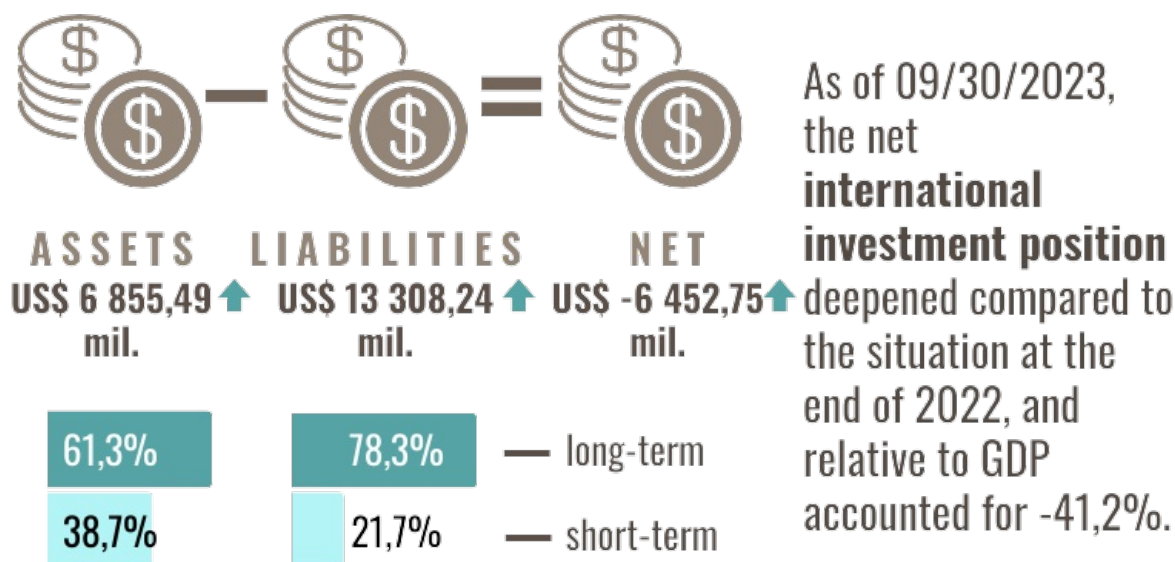 ASSETS
US$ 6 855,49
mil.
LIABILITIES
US$ 13 308,24
mil.
NET
US$ -6 452,75
mil.
61,3%
78,3%
long-term
38,7%
21,7%
short-term
As of 09/30/2023,
the net
international
investment position
deepened compared to
the situation at the
end of 2022, and
relative to GDP
accounted for -41,2%.